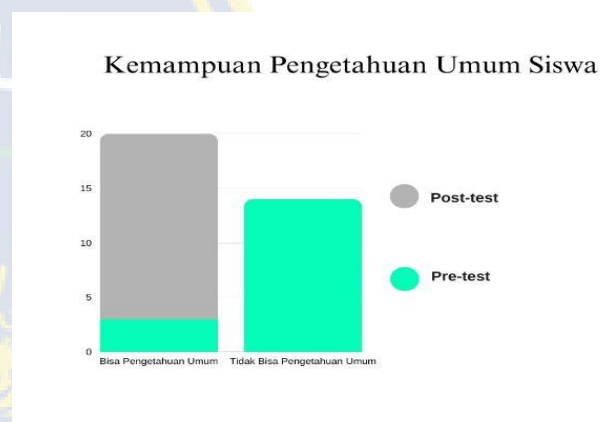 Kemampuan Pengetahuan Umum Siswa
20
15
10
5
0
Bisa Pengetahuan Umum
Tidak Bisa Pengetahuan Umum
Post-test
Pre-test